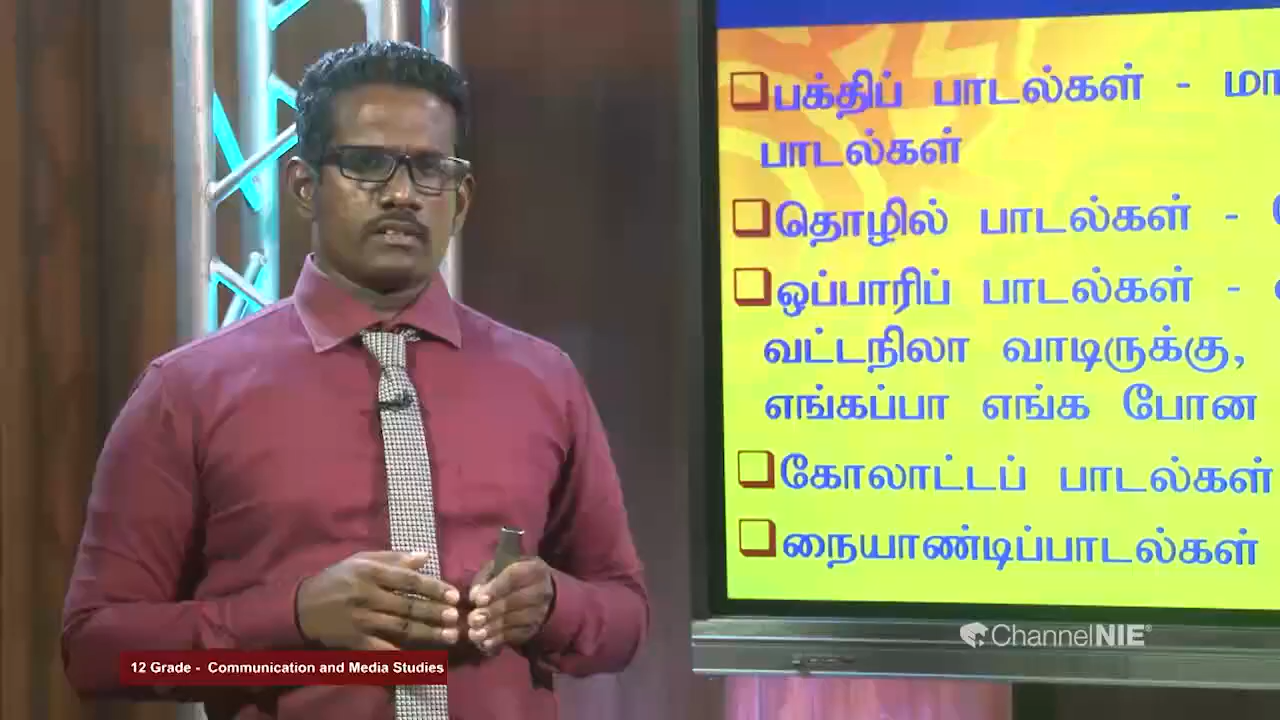 பக்திப் பாடல்கள் - மா
பாடல்கள்
தொழில் பாடல்கள் -
ஒப்பாரிப் பாடல்கள் -
வட்டநிலா வாடிருக்கு,
எங்கப்பா எங்க போன
கோலாட்டப் பாடல்கள்
நையாண்டிப்பாடல்கள்
ChannelNIE
12 Grade - Communication and Media Studies